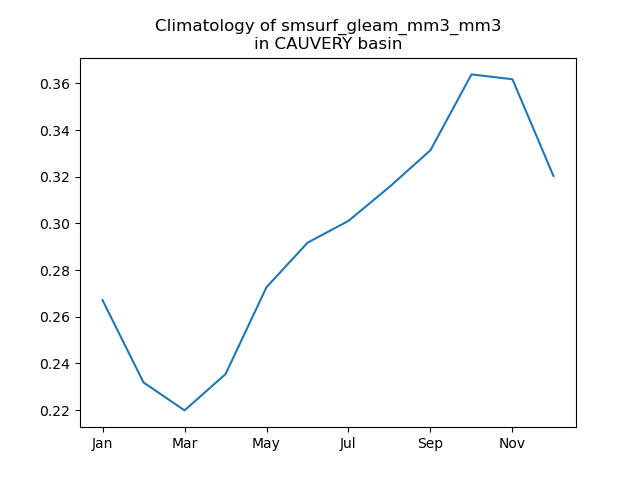 Climatology of smsurf_gleam_mm3_mm3
in CAUVERY basin
0.36
0.34
0.32
0.30
0.28
0.26
0.24
0.22
Jan Mar May Jul Sep Nov